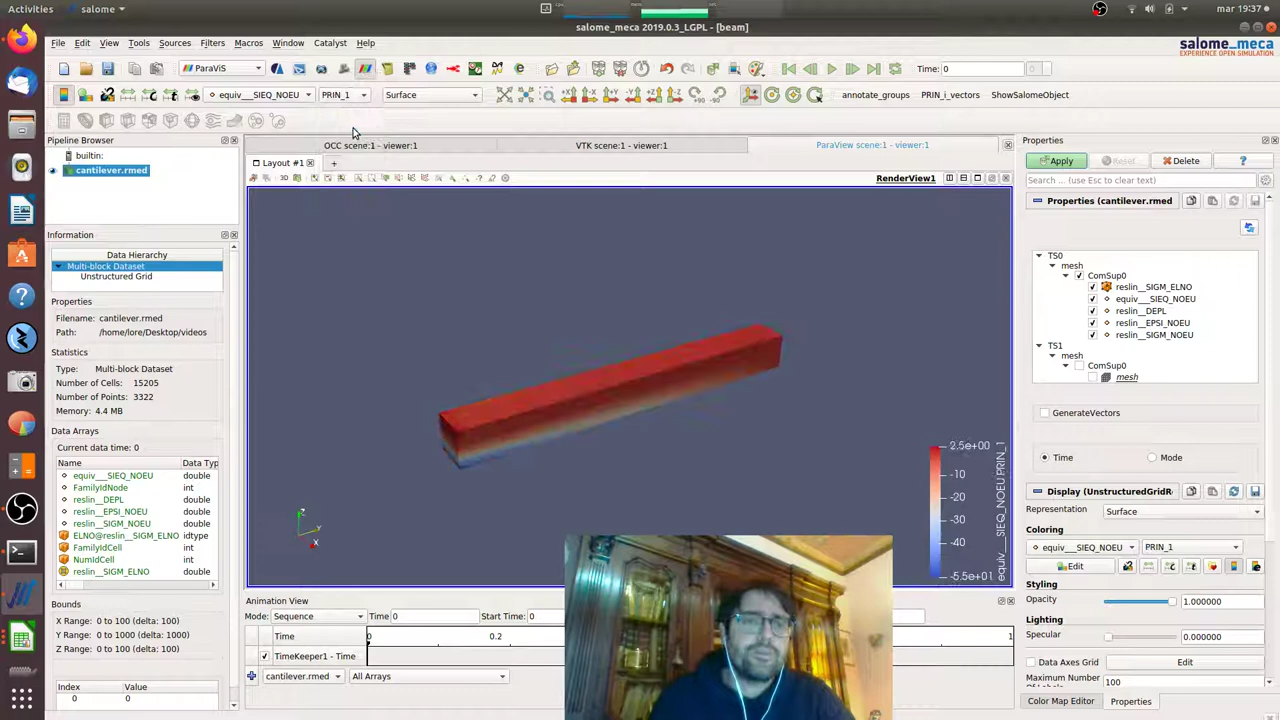 Activities
salome
cpu
mem
mar 19:37
salome_meca 2019.0.3_LGPL - [beam]
File Edit View Tools Sources Filters Macros Window Catalyst Help
salome_meca
EXPERIENCE OPEN SIMULATION
ParaViS
Time: 0
0
equiv__SIEQ_NOEU
PRIN_1
Surface
annotate_groups
PRIN_i_vectors
ShowSalomeObject
Pipeline Browser
builtin:
cantilever.rmed
OCC scene:1 - viewer:1
VTK scene:1 - viewer:1
ParaView scene:1 - viewer:1
Layout #1
+
3D
RenderView1
Information
Data Hierarchy
Multi-block Dataset
Unstructured Grid
Properties
Filename: cantilever.rmed
Path: /home/lore/Desktop/videos
Statistics
Type: Multi-block Dataset
Number of Cells: 15205
Number of Points: 3322
Memory: 4.4 MB
Data Arrays
Current data time: 0
Name Data Typ
equiv__SIEQ_NOEU double
FamilyIdNode int
reslin__DEPL double
reslin__EPSI_NOEU double
reslin__SIGM_NOEU double
ELNO@reslin__SIGM_ELNO idtype
FamilyIdCell int
NumIdCell int
reslin__SIGM_ELNO double
Bounds
X Range: 0 to 100 (delta: 100)
Y Range: 0 to 1000 (delta: 1000)
Z Range: 0 to 100 (delta: 100)
Index Value
0 0
Z
Y
X
2.5e+00
-10
-20
-30
-40
-5.5e+01
equiv__SIEQ_NOEU PRIN_1
Animation View
Mode: Sequence
Time 0
Start Time: 0
Time
0
0.2
1
TimeKeeper1 - Time
cantilever.rmed
All Arrays
Properties
Apply
Reset
Delete
?
Search ... (use Esc to clear text)
Properties (cantilever.rmed
TS0
mesh
ComSup0
reslin__SIGM_ELNO
equiv__SIEQ_NOEU
reslin__DEPL
reslin__EPSI_NOEU
reslin__SIGM_NOEU
TS1
mesh
ComSup0
mesh
GenerateVectors
Time
Mode
Display (UnstructuredGridR
Representation Surface
Coloring
equiv__SIEQ_NOEU
PRIN_1
Edit
Styling
Opacity 1.000000
Lighting
Specular 0.000000
Data Axes Grid
Edit
Maximum Number
100
Color Map Editor
Properties